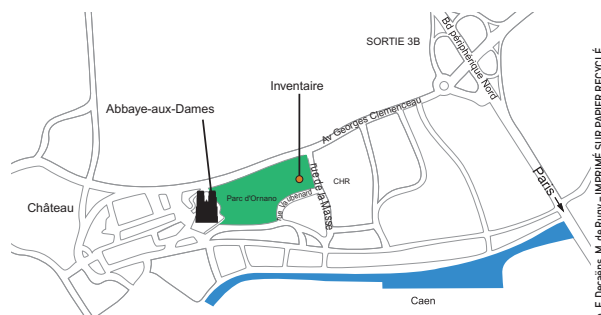 SORTIE 3B
Bd périphérique Nord
Inventaire
Abbaye-aux-Dames
Av Georges Clemenceau
CHR
rue de la Masse
Parc d'Ornano
Paris
Château
Caen
IMPRIMÉ SUR PAPIER RECYCLÉ